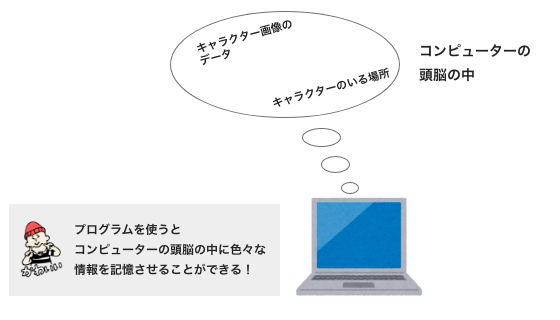 キャラクター画像の
データ
キャラクターのいる場所
コンピューターの
頭脳の中
プログラムを使うと
コンピューターの頭脳の中に色々な
情報を記憶させることができる！
かわいい